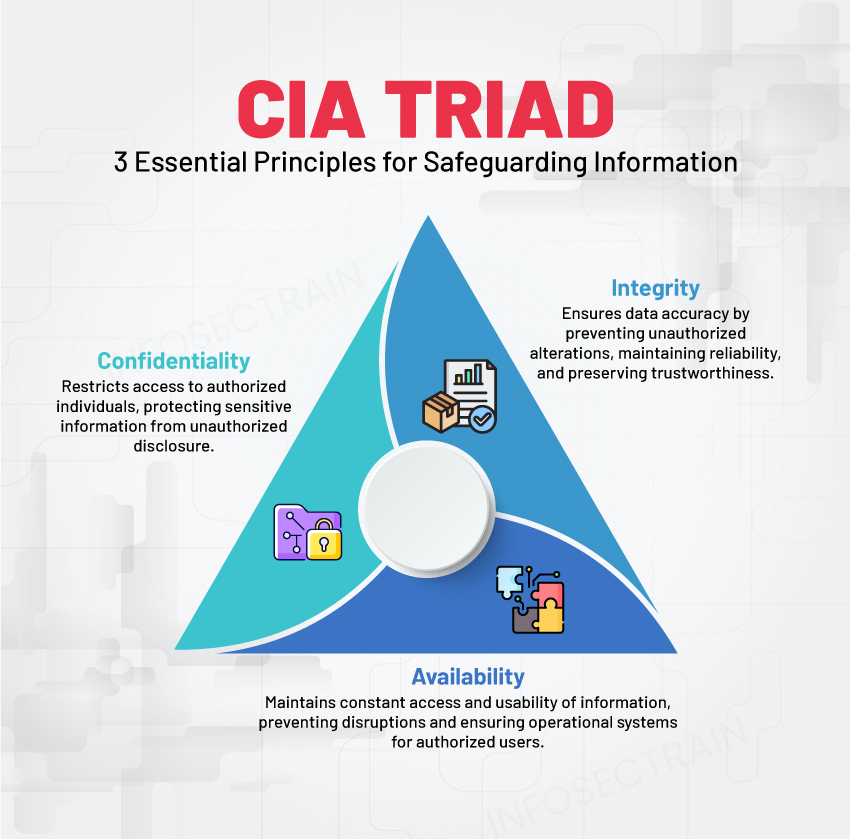 CIA TRIAD
3 Essential Principles for Safeguarding Information
INFOSECTRAIN
Integrity
Ensures data accuracy by
preventing unauthorized
alterations, maintaining reliability,
and preserving trustworthiness.
Confidentiality
Restricts access to authorized
individuals, protecting sensitive
information from unauthorized
disclosure.
Availability
Maintains constant access and usability of information,
preventing disruptions and ensuring operational systems
for authorized users.
INFOSECTRAIN